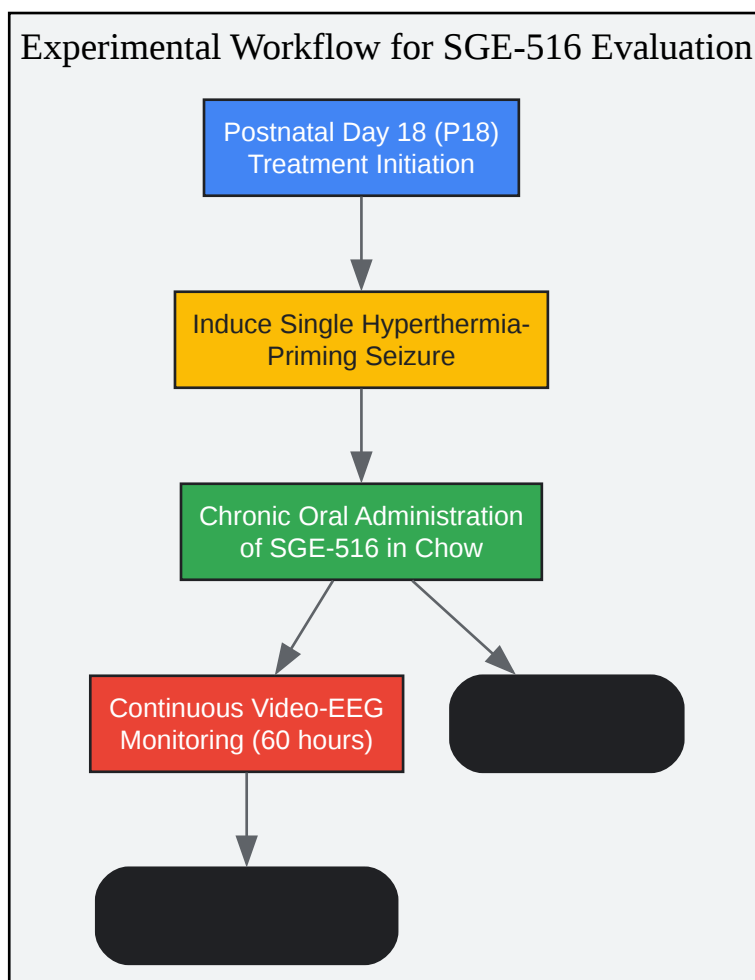 Experimental Workflow for SGE-516 Evaluation
Postnatal Day 18 (P18)
Treatment Initiation
Induce Single Hyperthermia-
Priming Seizure
Chronic Oral Administration
of SGE-516 in Chow
Continuous Video-EEG
Monitoring (60 hours)